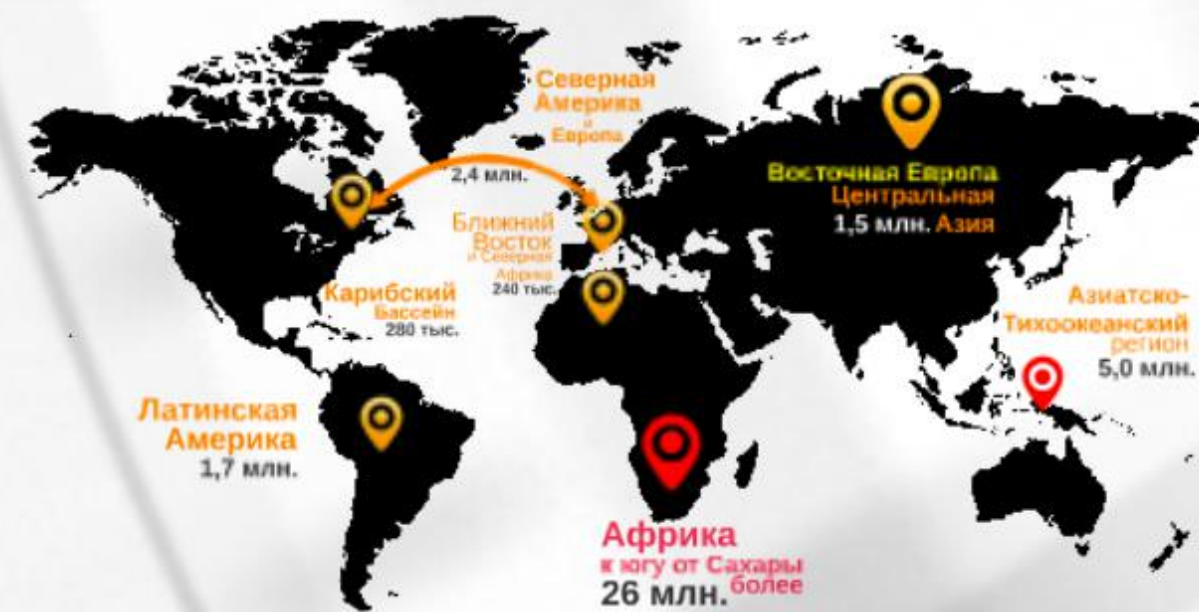 Северная
Америка
и
Европа
2,4 млн.
Восточная Европа
Центральная
1,5 млн. Азия
Ближний
Восток
и Северная
Африка
240 тыс.
Карибский
Бассейн
280 тыс.
Азиатско-
Тихоокеанский
регион
5,0 млн.
Латинская
Америка
1,7 млн.
Африка
к югу от Сахары
26 млн. более